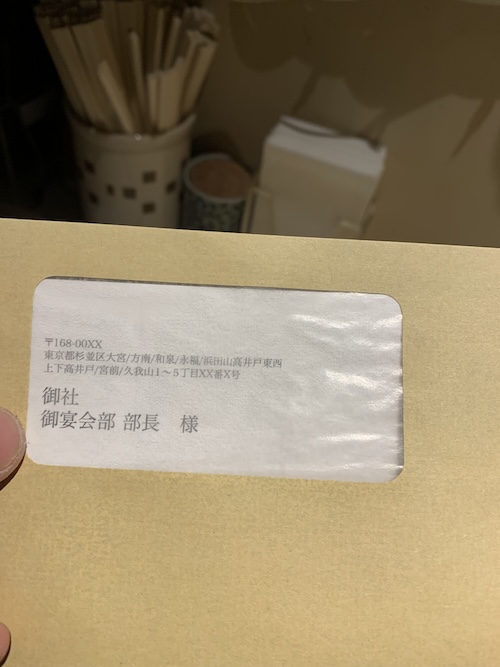 〒168-00XX
東京都杉並区大宮/方南/和泉/永福/浜田山高井戸東西
上下高井戸/宮前/久我山1～5丁目XX番X号
御社
御宴会部 部長　様